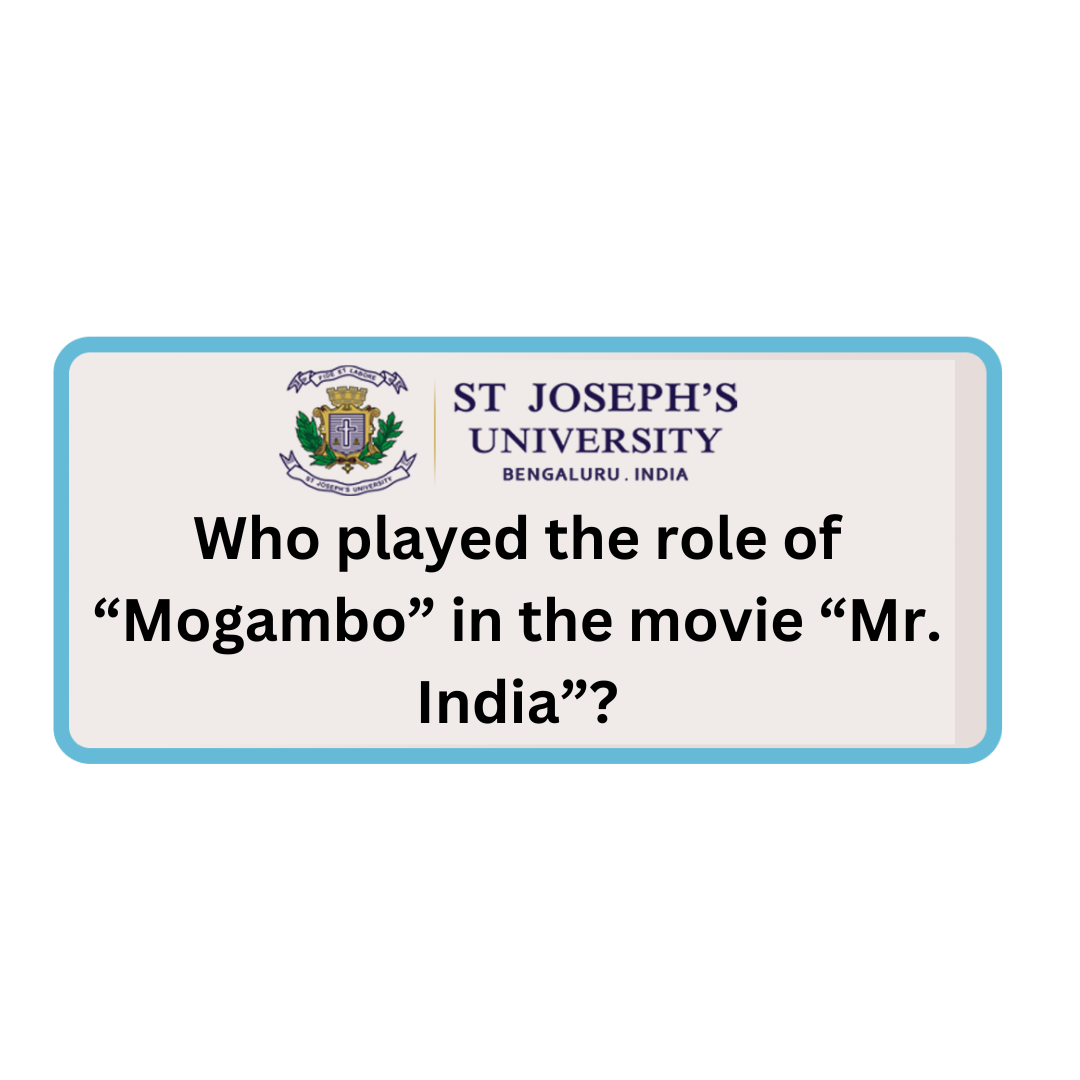 FIDE ET LABORE
ST JOSEPH'S UNIVERSITY
ST JOSEPH'S
UNIVERSITY
BENGALURU . INDIA
Who played the role of
“Mogambo” in the movie “Mr.
India”?